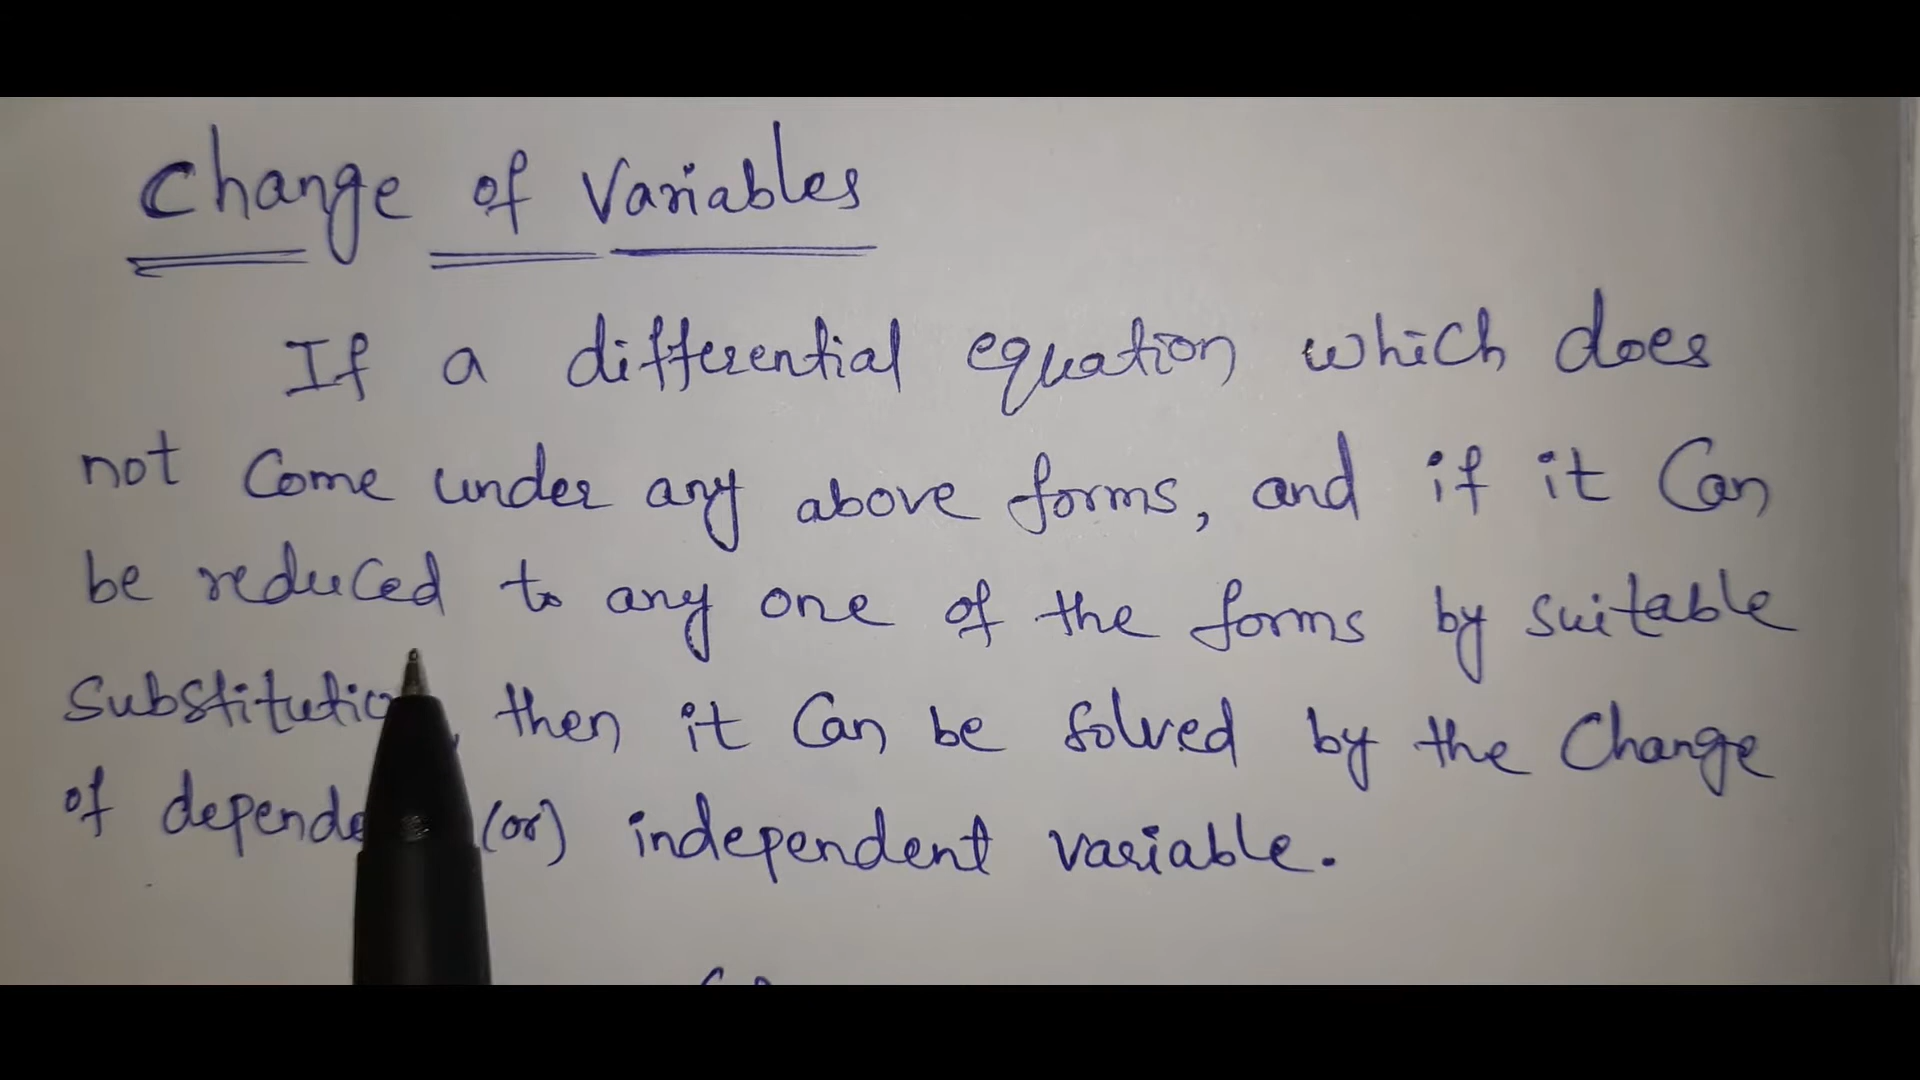 Change of Variables
If a differential equation which does
not come under any above forms, and if it can
be reduced to any one of the forms by suitable
then it can be solved by the change
of (or) independent variable.